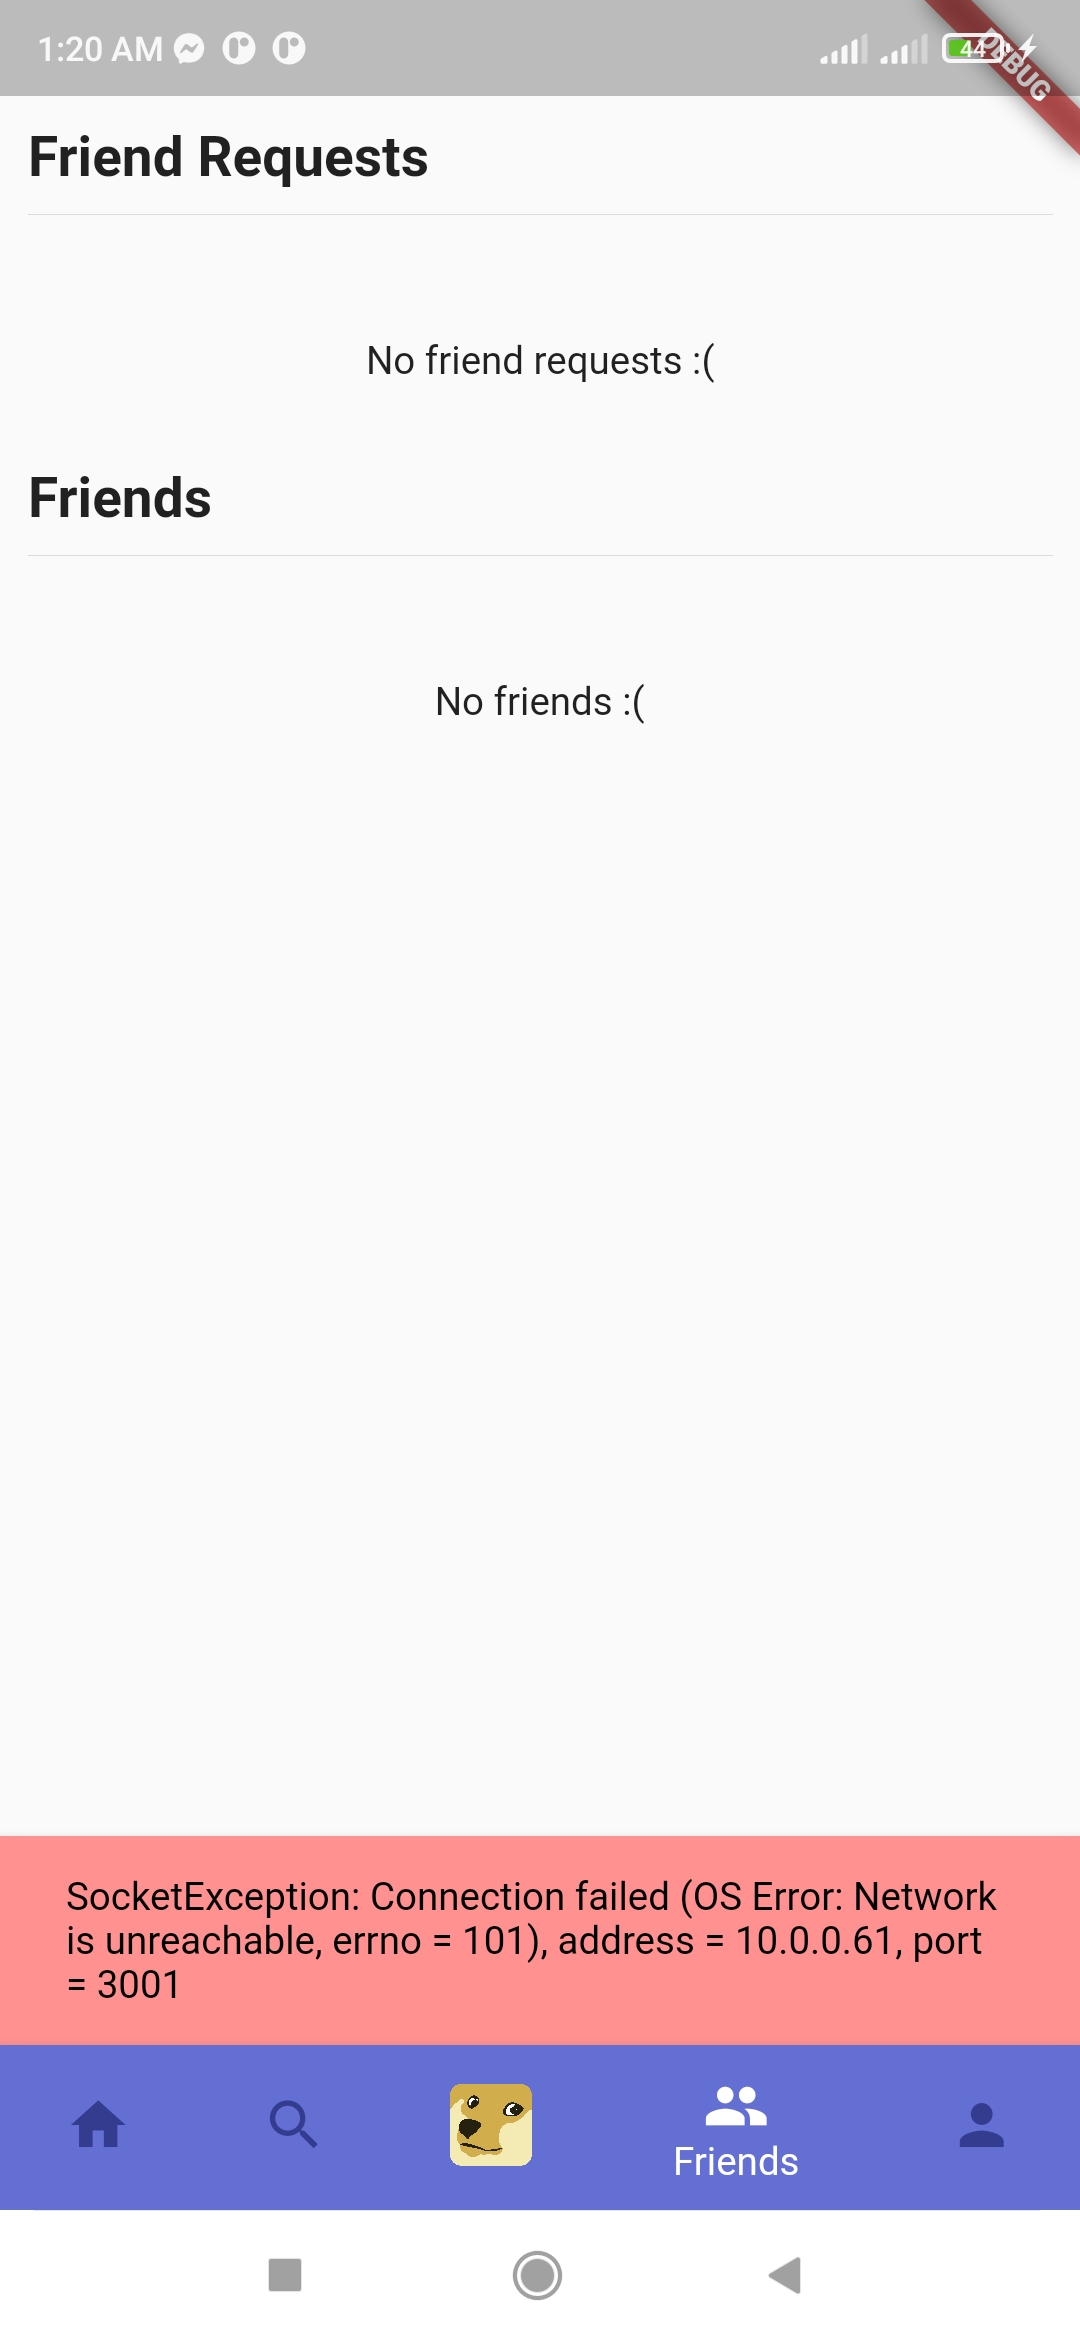 1:20 AM
44
DEBUG
Friend Requests
No friend requests :(
Friends
No friends :(
SocketException: Connection failed (OS Error: Network
is unreachable, errno = 101), address = 10.0.0.61, port
= 3001
Friends